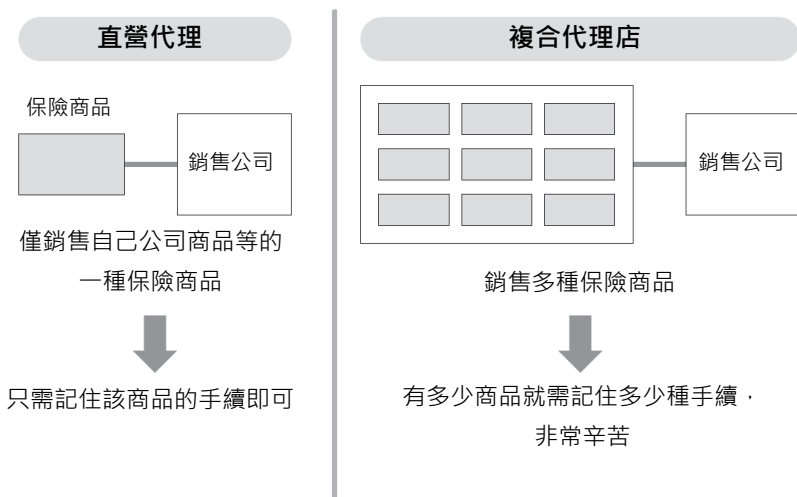 直營代理
保險商品
銷售公司
僅銷售自己公司商品等的
一種保險商品
只需記住該商品的手續即可
複合代理店
銷售公司
銷售多種保險商品
有多少商品就需記住多少種手續，
非常辛苦